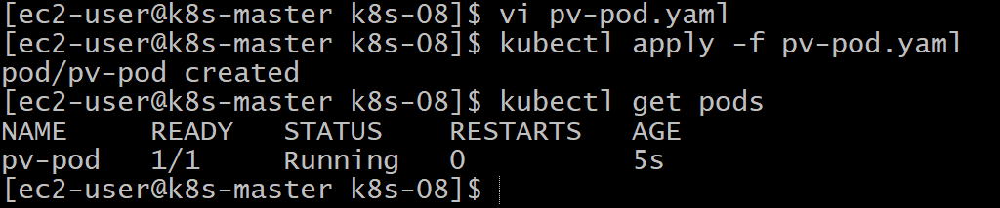 [ec2-user@k8s-master k8s-08]$ vi pv-pod.yaml
[ec2-user@k8s-master k8s-08]$ kubectl apply -f pv-pod.yaml
pod/pv-pod created
[ec2-user@k8s-master k8s-08]$ kubectl get pods
NAME     READY   STATUS    RESTARTS   AGE
pv-pod   1/1     Running   0          5s
[ec2-user@k8s-master k8s-08]$